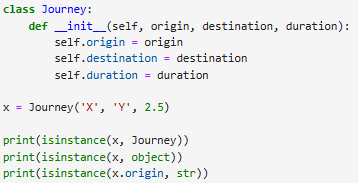 class Journey:
    def __init__(self, origin, destination, duration):
        self.origin = origin
        self.destination = destination
        self.duration = duration
x = Journey('X', 'Y', 2.5)
print(isinstance(x, Journey))
print(isinstance(x, object))
print(isinstance(x.origin, str))